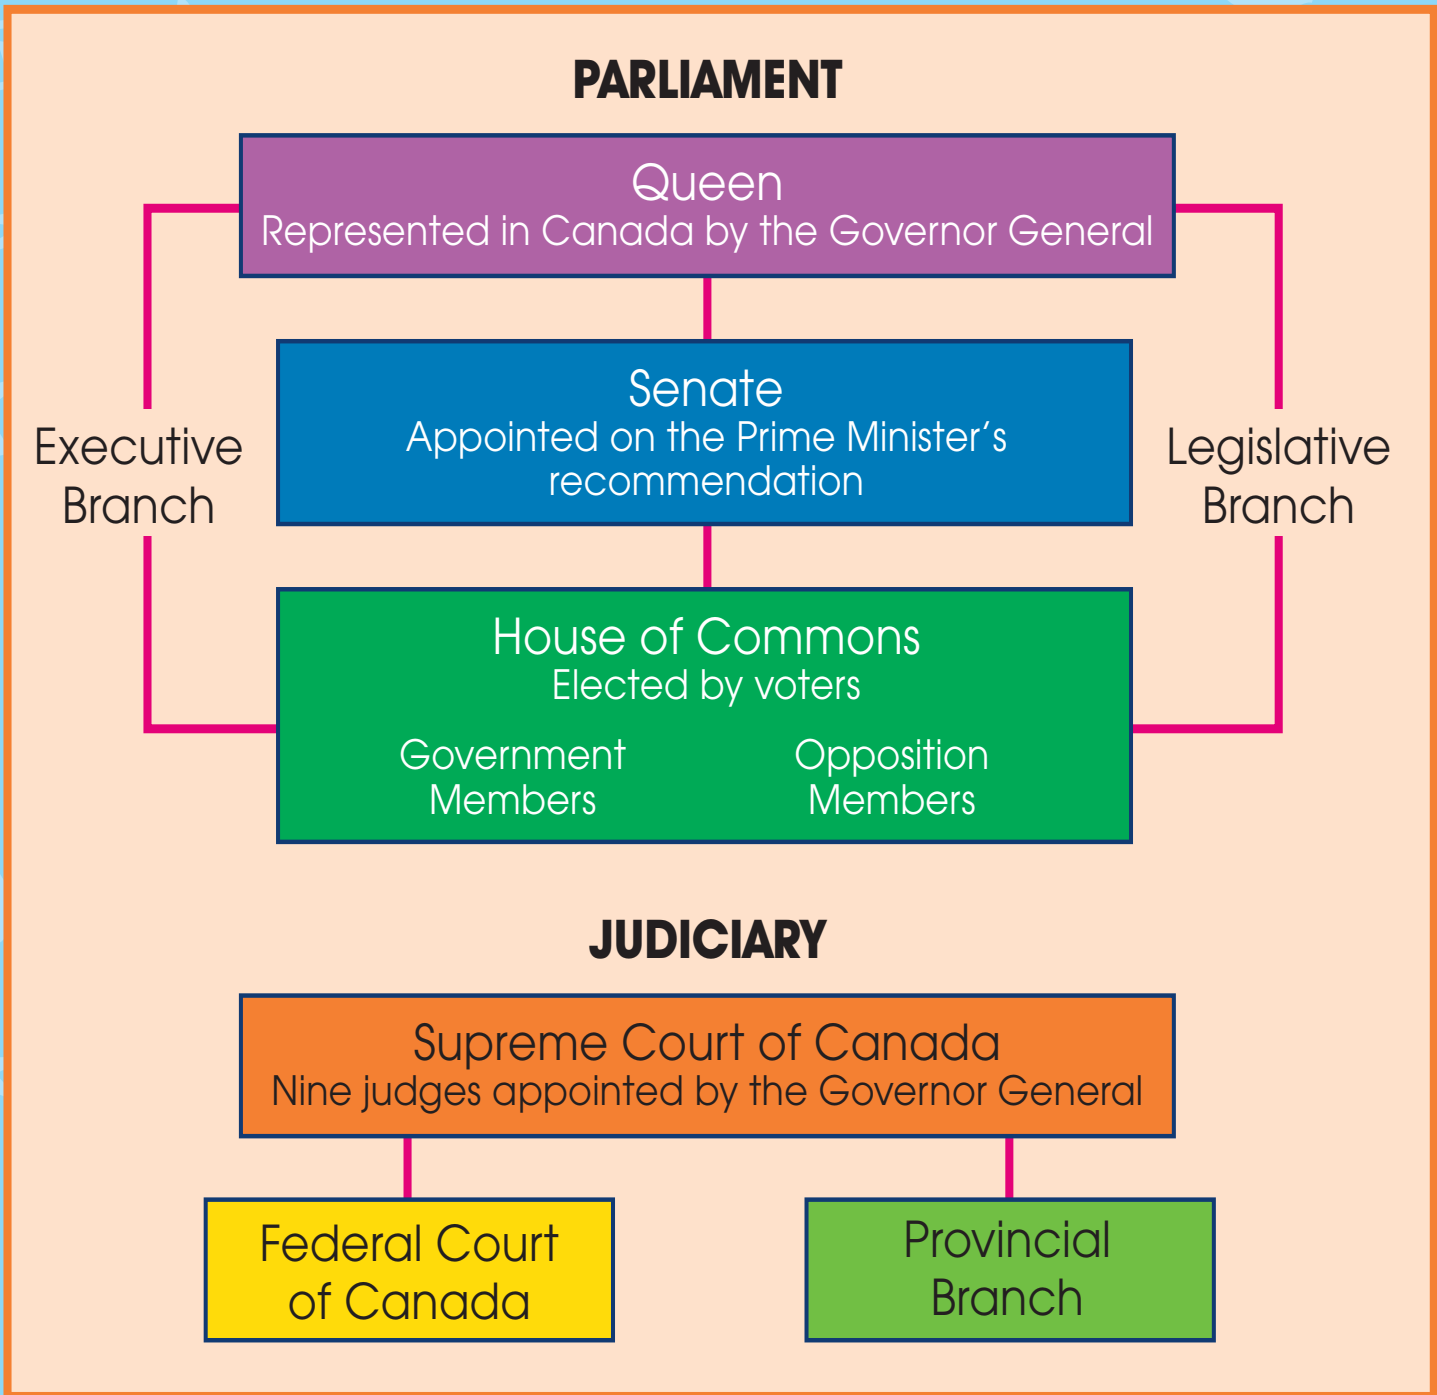 PARLIAMENT
Queen
Represented in Canada by the Governor General
Senate
Appointed on the Prime Minister‘s
recommendation
Executive
Branch
Legislative
Branch
House of Commons
Elected by voters
Government
Members
Opposition
Members
JUDICIARY
Supreme Court of Canada
Nine judges appointed by the Governor General
Federal Court
of Canada
Provincial
Branch